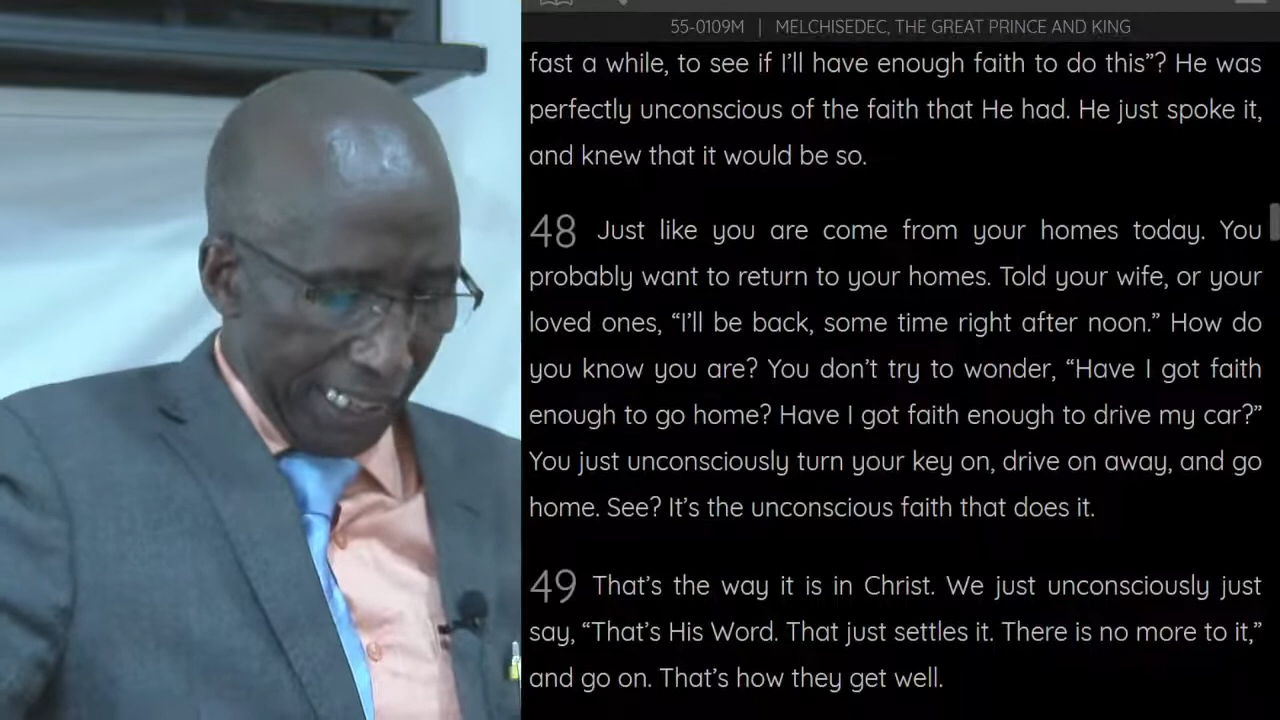 55-0109M | MELCHISEDEC, THE GREAT PRINCE AND KING
fast a while, to see if I’ll have enough faith to do this”? He was
perfectly unconscious of the faith that He had. He just spoke it,
and knew that it would be so.
48 Just like you are come from your homes today. You
probably want to return to your homes. Told your wife, or your
loved ones, “I’ll be back, some time right after noon.” How do
you know you are? You don’t try to wonder, “Have I got faith
enough to go home? Have I got faith enough to drive my car?”
You just unconsciously turn your key on, drive on away, and go
home. See? It’s the unconscious faith that does it.
49 That’s the way it is in Christ. We just unconsciously just
say, “That’s His Word. That just settles it. There is no more to it,”
and go on. That’s how they get well.